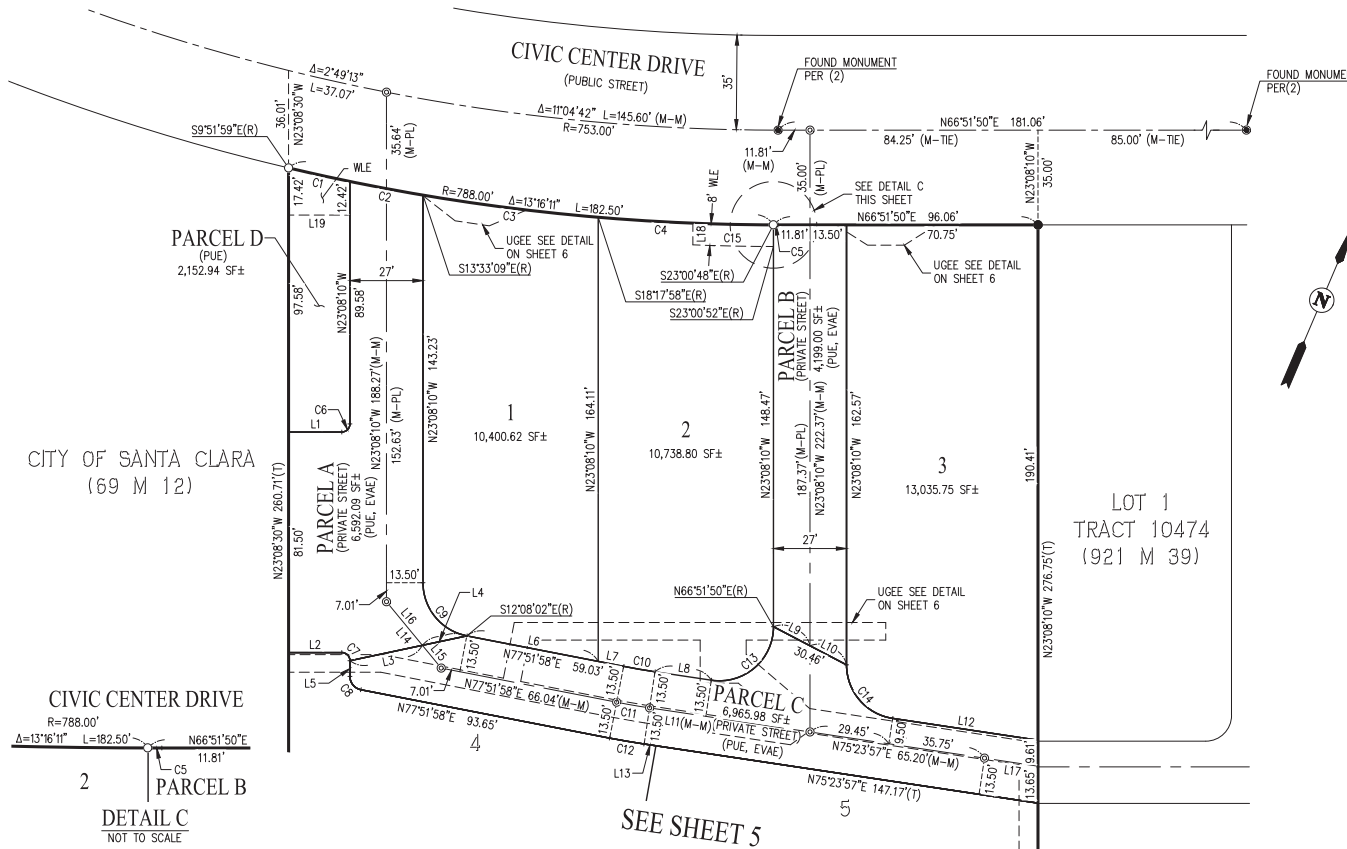 CIVIC CENTER DRIVE
(PUBLIC STREET)
35'
FOUND MONUMENT
PER (2)
FOUND MONUME
PER(2)
Δ=2°49'13"
L=37.07'
Δ=11°04'42" L=145.60' (M-M)
R=753.00'
N66°51'50"E 181.06'
84.25' (M-TIE)
85.00' (M-TIE)
11.81'
(M-M)
36.01'
N23°08'30"W
S9°51'59"E(R)
WLE
35.64'
(M-PL)
35.00'
(M-PL)
N23°08'10"W
35.00'
SEE DETAIL C
THIS SHEET
17.42'
12.42'
C1
C2
R=788.00'
Δ=13°16'11"
C3
L=182.50'
C4
8' WLE
L18
C15
11.81'
13.50'
C5
N66°51'50"E 96.06'
70.75'
L19
UGEE SEE DETAIL
ON SHEET 6
UGEE SEE DETAIL
ON SHEET 6
PARCEL D
(PUE)
2,152.94 SF±
S13°33'09"E(R)
S23°00'48"E(R)
S18°17'58"E(R)
S23°00'52"E(R)
27'
97.58'
N23°08'10"W
89.58'
N23°08'10"W 188.27'(M-M)
152.63' (M-PL)
N23°08'10"W 143.23'
1
10,400.62 SF±
N23°08'10"W 164.11'
2
10,738.80 SF±
N23°08'10"W 148.47'
PARCEL B
(PRIVATE STREET)
4,199.00 SF±
(PUE, EVAE)
187.37'(M-PL)
N23°08'10"W 222.37'(M-M)
N23°08'10"W 162.57'
3
13,035.75 SF±
190.41'
N
C6
L1
CITY OF SANTA CLARA
(69 M 12)
LOT 1
TRACT 10474
(921 M 39)
PARCEL A
(PRIVATE STREET)
6,592.09 SF±
(PUE, EVAE)
N23°08'30"W 260.71'(T)
81.50'
N23°08'10"W 276.75'(T)
27'
13.50'
7.01'
L16
C9
L4
S12°08'02"E(R)
N66°51'50"E(R)
UGEE SEE DETAIL
ON SHEET 6
L2
C7
L3
L14
L15
L5
C8
7.01'
13.50'
L6
N77°51'58"E 59.03'
L7
C10
L8
C13
L9
L10
30.46'
C14
N77°51'58"E 66.04'(M-M)
13.50'
13.50'
13.50'
C11
L11(M-M)
PARCEL C
6,965.98 SF±
(PRIVATE STREET)
(PUE, EVAE)
N77°51'58"E 93.65'
13.50'
C12
13.50'
L13
29.45'
9.50'
35.75'
N75°23'57"E 65.20'(M-M)
L12
L17
13.50'
9.61'
13.65'
N75°23'57"E 147.17'(T)
4
5
SEE SHEET 5
CIVIC CENTER DRIVE
R=788.00'
Δ=13°16'11" L=182.50'
N66°51'50"E
11.81'
C5
2
PARCEL B
DETAIL C
NOT TO SCALE